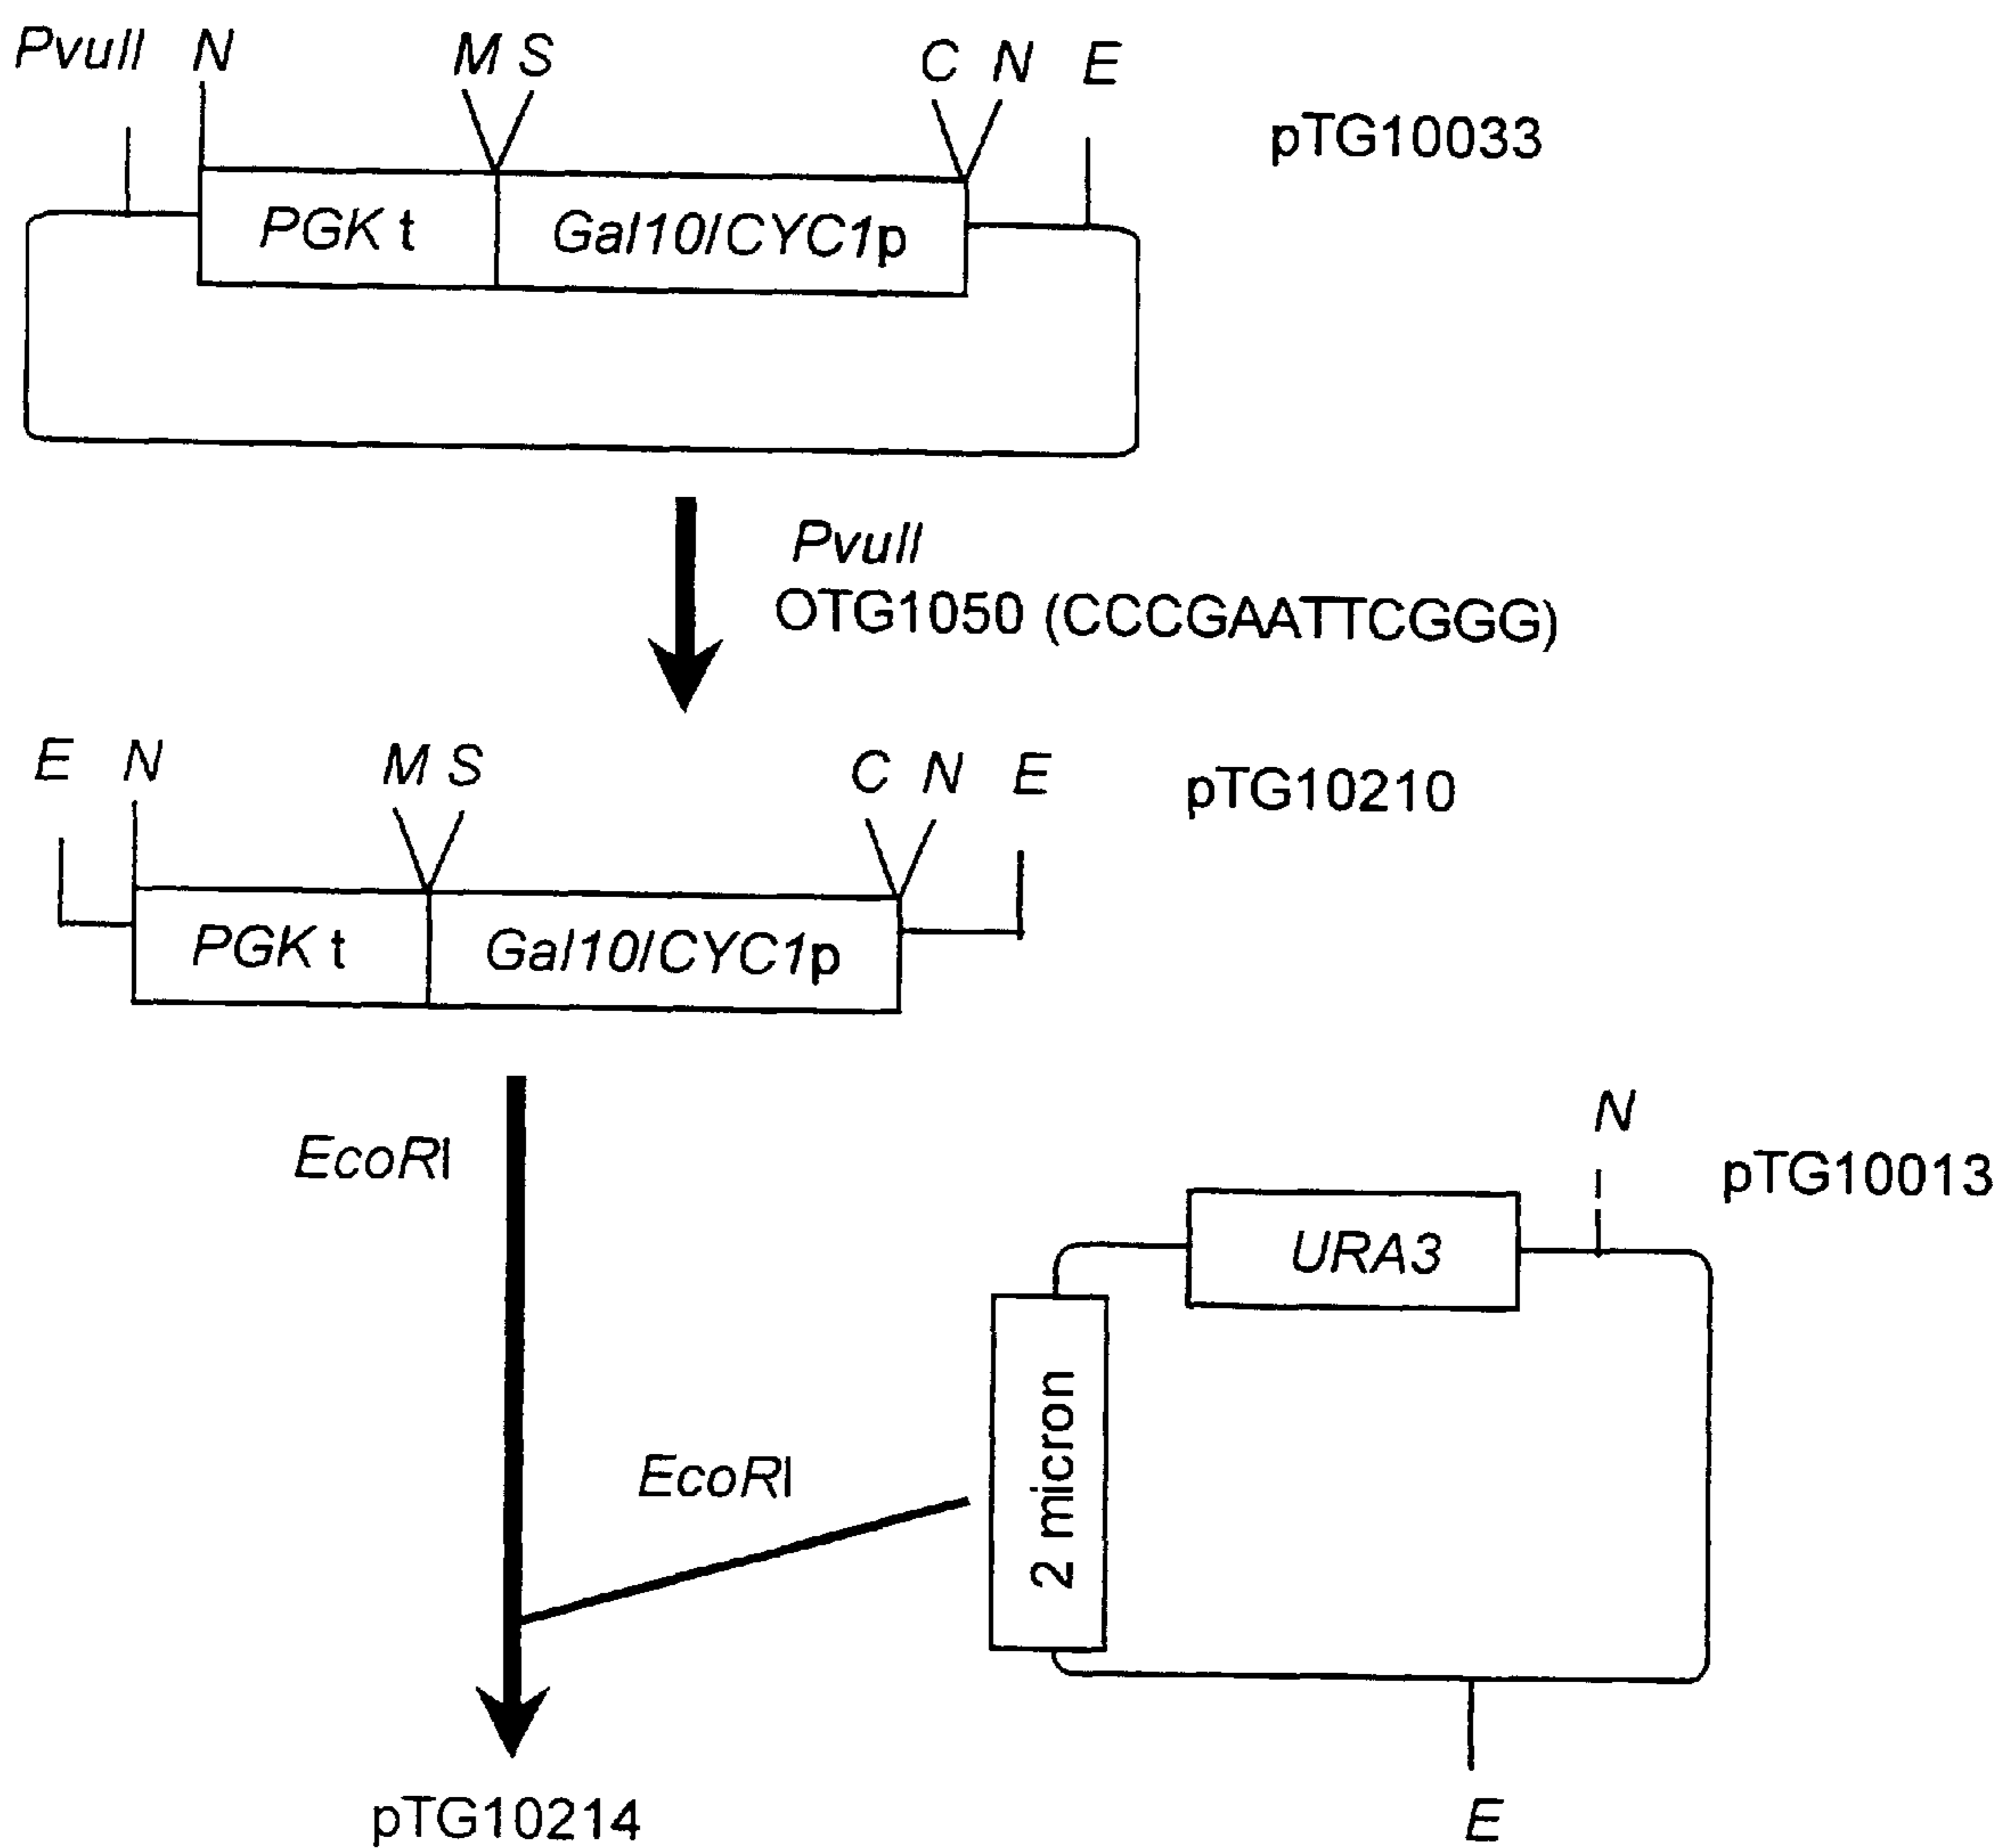 PvuII N M S C N E
pTG10033
PGK t Gal10/CYC1p
PvuII
OTG1050 (CCCGAATTCGGG)
E N M S C N E
pTG10210
PGK t Gal10/CYC1p
EcoRI
N
pTG10013
URA3
2 micron
EcoRI
pTG10214
E